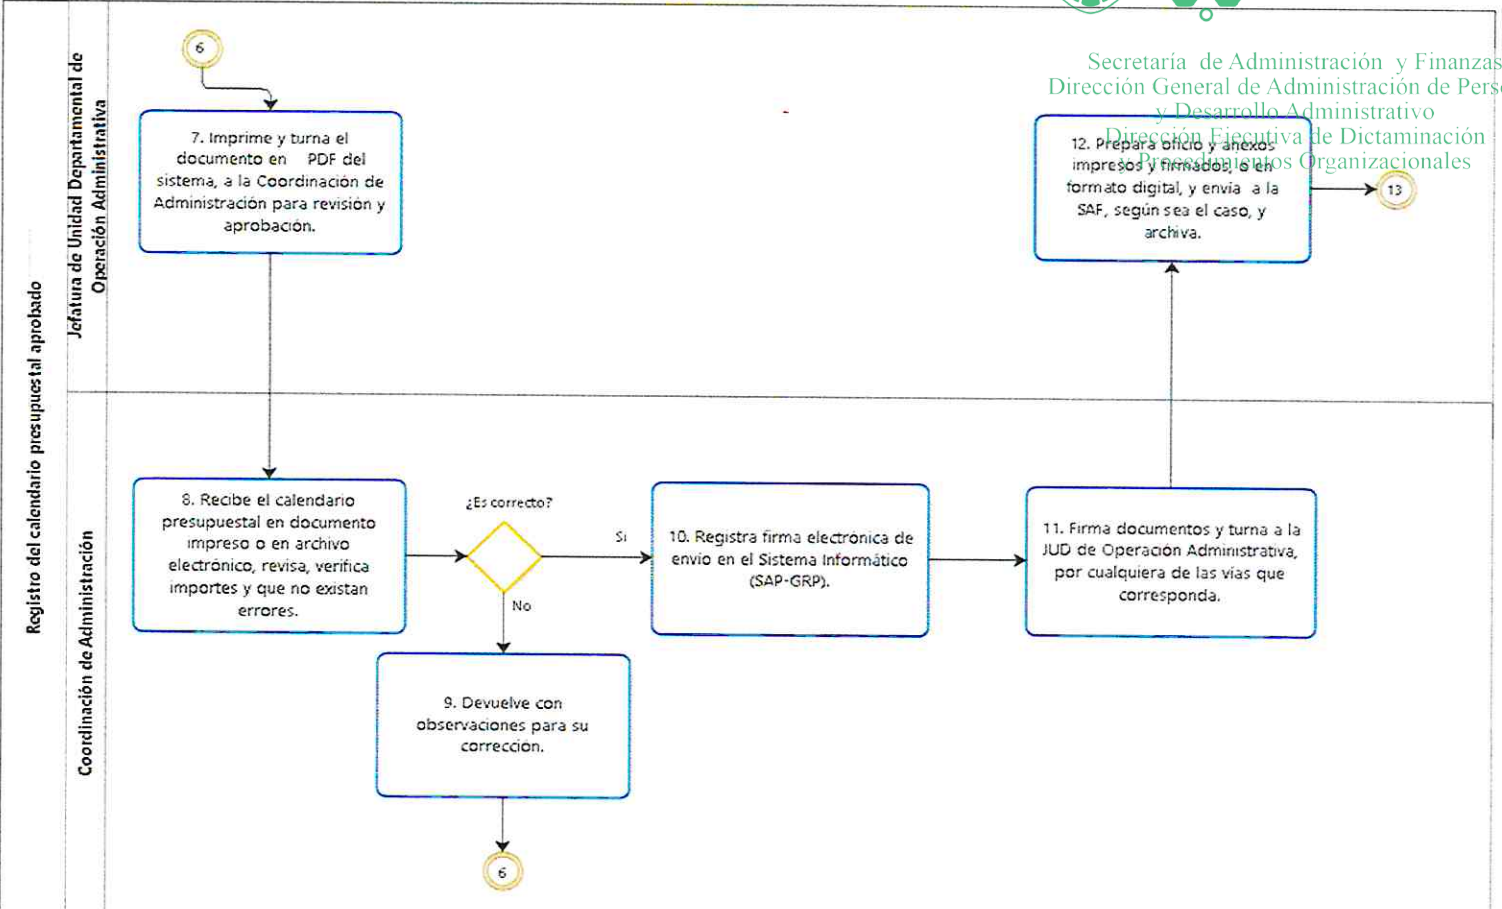 Registro del calendario presupuestal aprobado
Jefatura de Unidad Departamental de
Operación Administrativa
6
7. Imprime y turna el
documento en PDF del
sistema, a la Coordinación de
Administración para revisión y
aprobación.
Secretaría de Administración y Finanzas
Dirección General de Administración de Pers
y Desarrollo Administrativo
Dirección Ejecutiva de Dictaminación
y Procedimientos Organizacionales
12. Prepara oficio y anexos
impresos y firmados, o en
formato digital, y envía a la
SAF, según sea el caso, y
archiva.
13
Coordinación de Administración
8. Recibe el calendario
presupuestal en documento
impreso o en archivo
electrónico, revisa, verifica
importes y que no existan
errores.
¿Es correcto?
Si
No
9. Devuelve con
observaciones para su
corrección.
6
10. Registra firma electrónica de
envío en el Sistema Informático
(SAP-GRP).
11. Firma documentos y turna a la
JUD de Operación Administrativa,
por cualquiera de las vías que
corresponda.